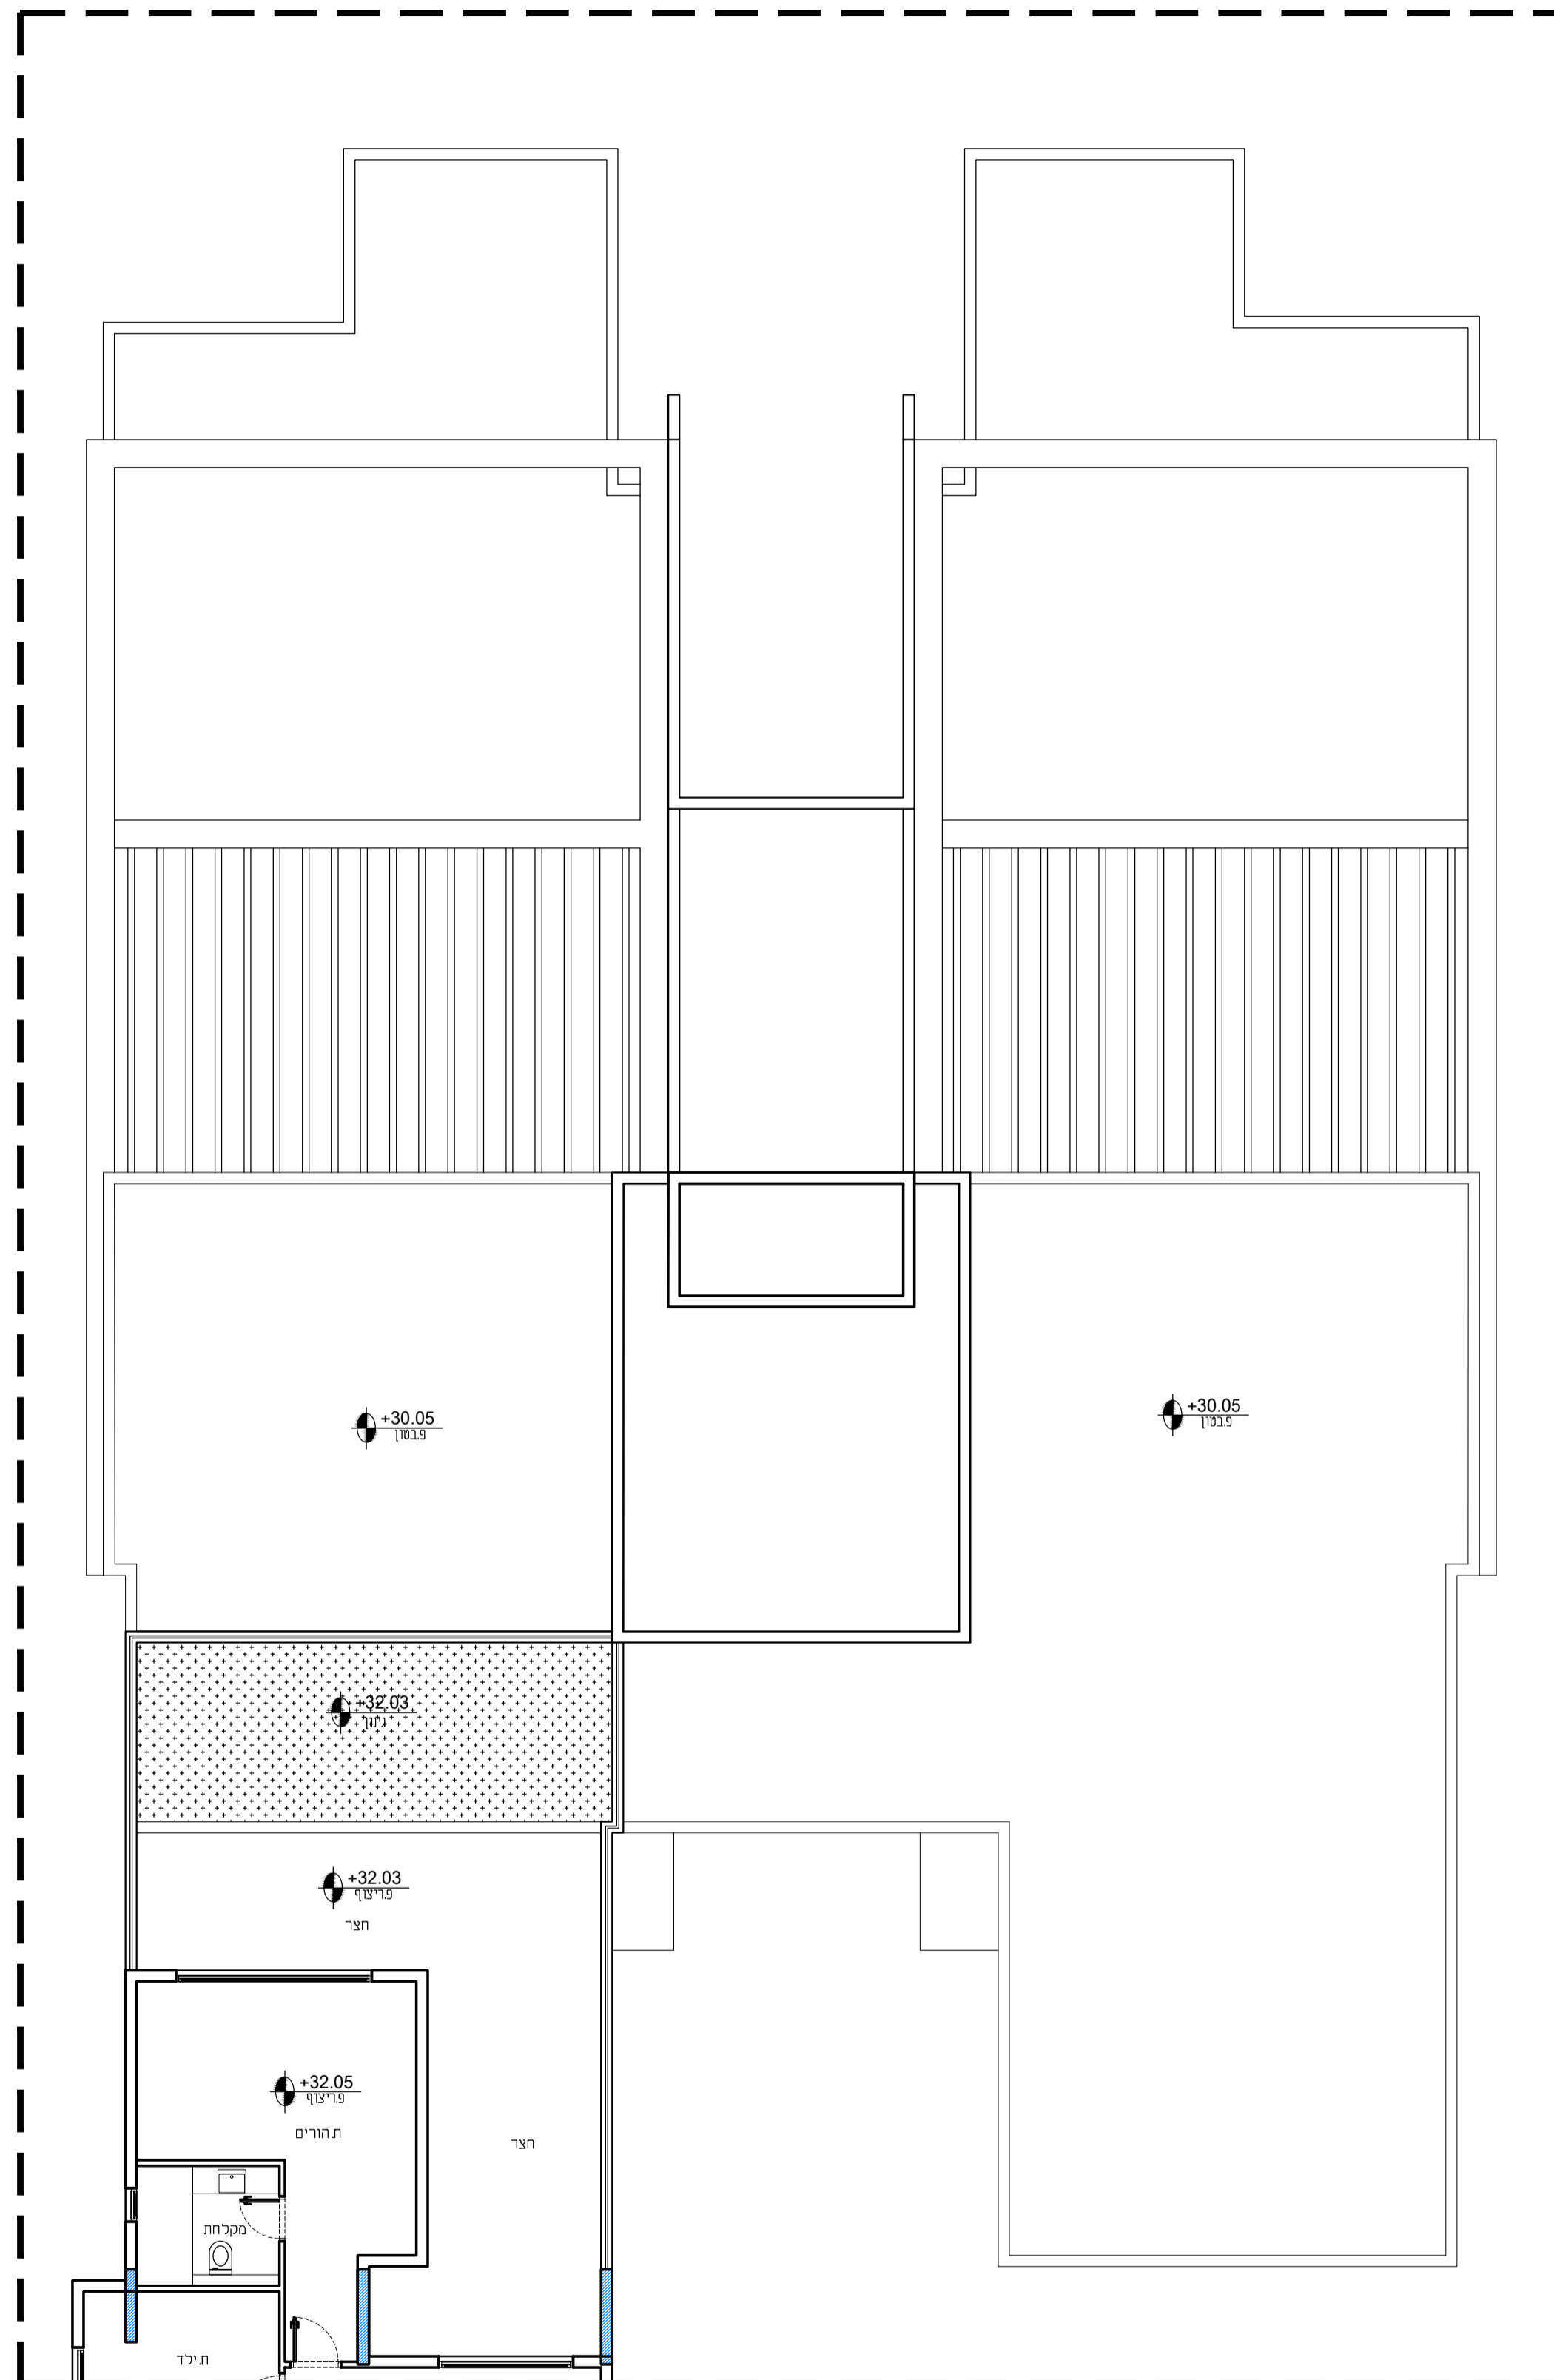 +30.05
פ.בטון
+30.05
פ.בטון
+32.03
גינון
+32.03
פ.ריצוף
חצר
+32.05
פ.ריצוף
ת.הורים
חצר
מקלחת
ת.ילד